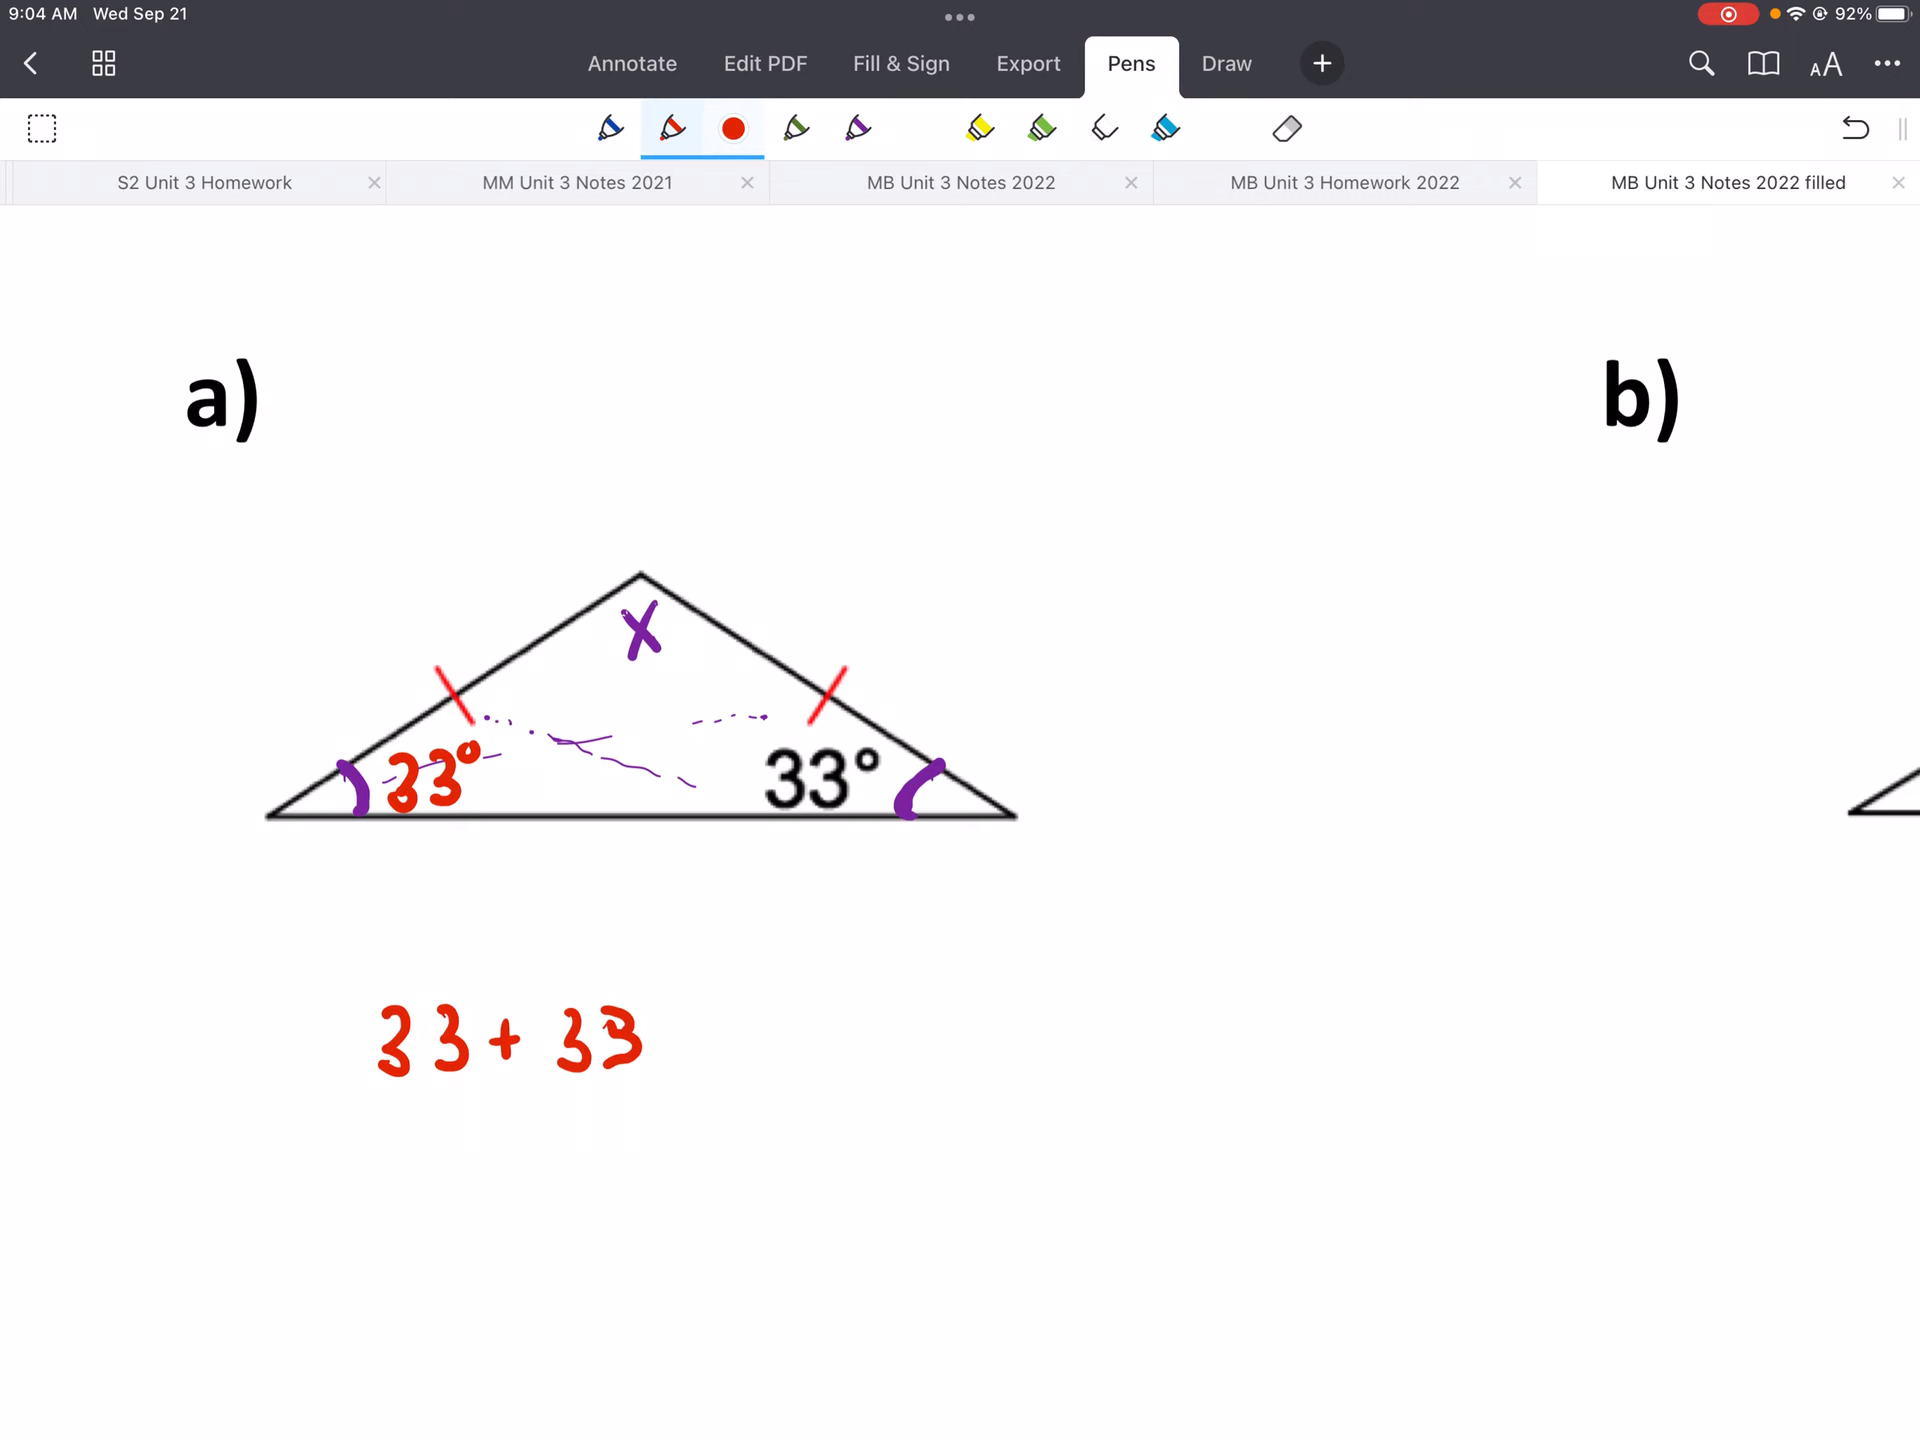 9:04 AM Wed Sep 21
92%
Annotate Edit PDF Fill & Sign Export Pens Draw
AA
S2 Unit 3 Homework MM Unit 3 Notes 2021 MB Unit 3 Notes 2022 MB Unit 3 Homework 2022 MB Unit 3 Notes 2022 filled
a) b)
x
33° 33°
33 + 33